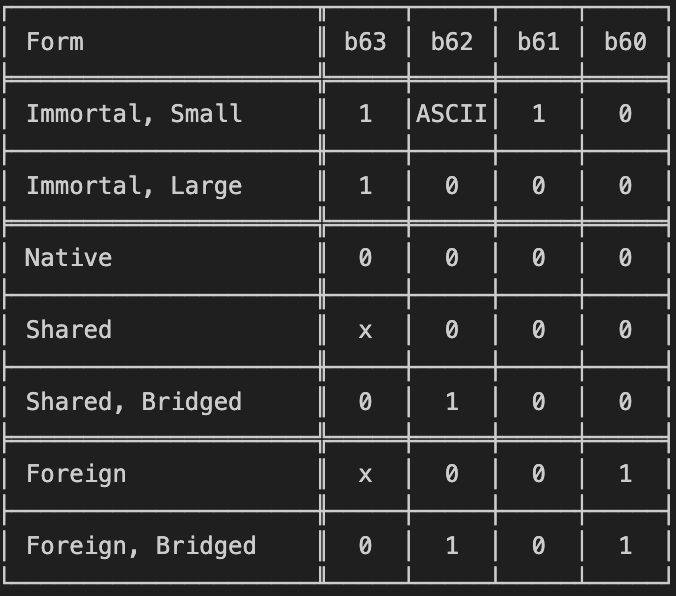 Form b63 b62 b61 b60
Immortal, Small 1 ASCII 1 0
Immortal, Large 1 0 0 0
Native 0 0 0 0
Shared x 0 0 0
Shared, Bridged 0 1 0 0
Foreign x 0 0 1
Foreign, Bridged 0 1 0 1